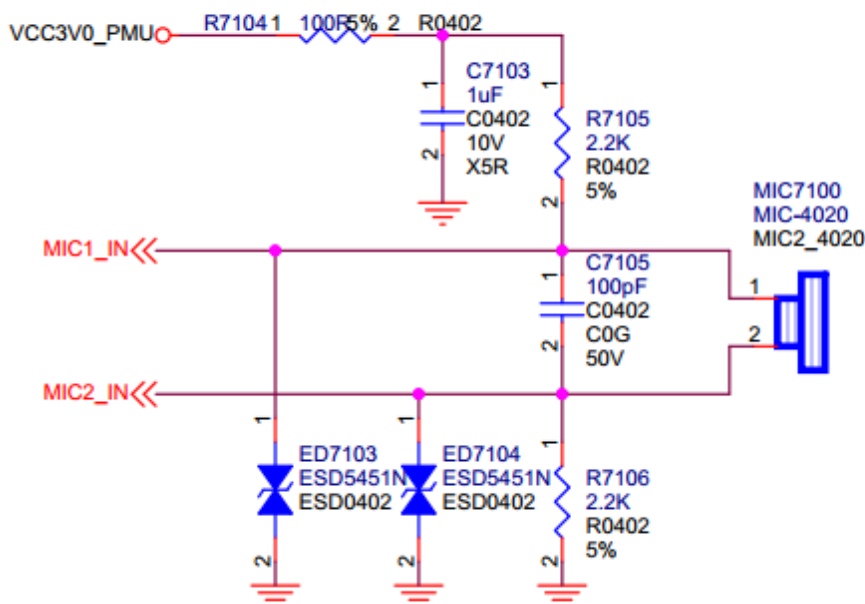 VCC3V0_PMU
R7104 1 100R 5% 2 R0402
1
C7103
1uF
C0402
10V
X5R
2
1
R7105
2.2K
R0402
5%
2
MIC7100
MIC-4020
MIC2_4020
1
2
MIC1_IN
1
C7105
100pF
C0402
C0G
50V
2
MIC2_IN
1
ED7103
ESD5451N
ESD0402
2
1
ED7104
ESD5451N
ESD0402
2
1
R7106
2.2K
R0402
5%
2